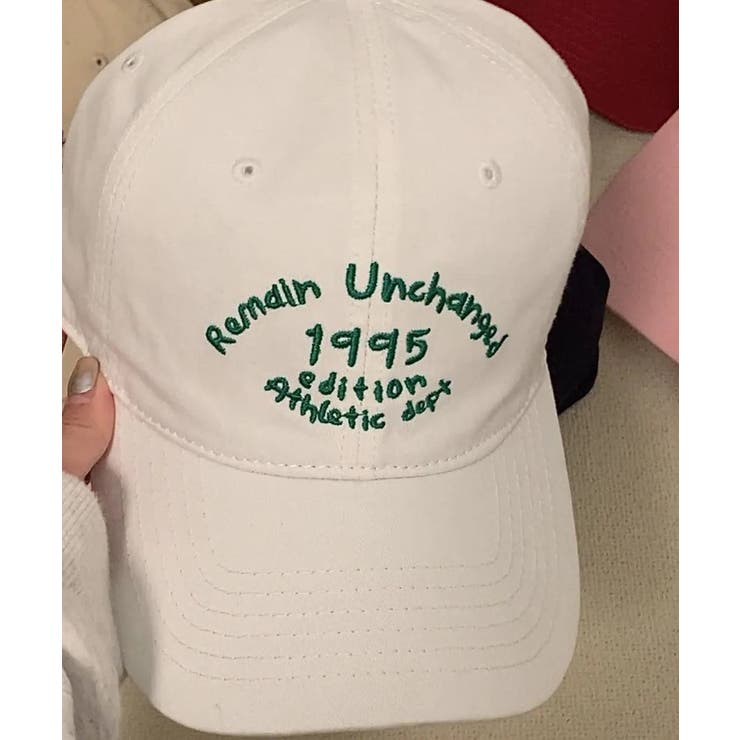 Remain Unchanged
1995
edition
Athletic dept